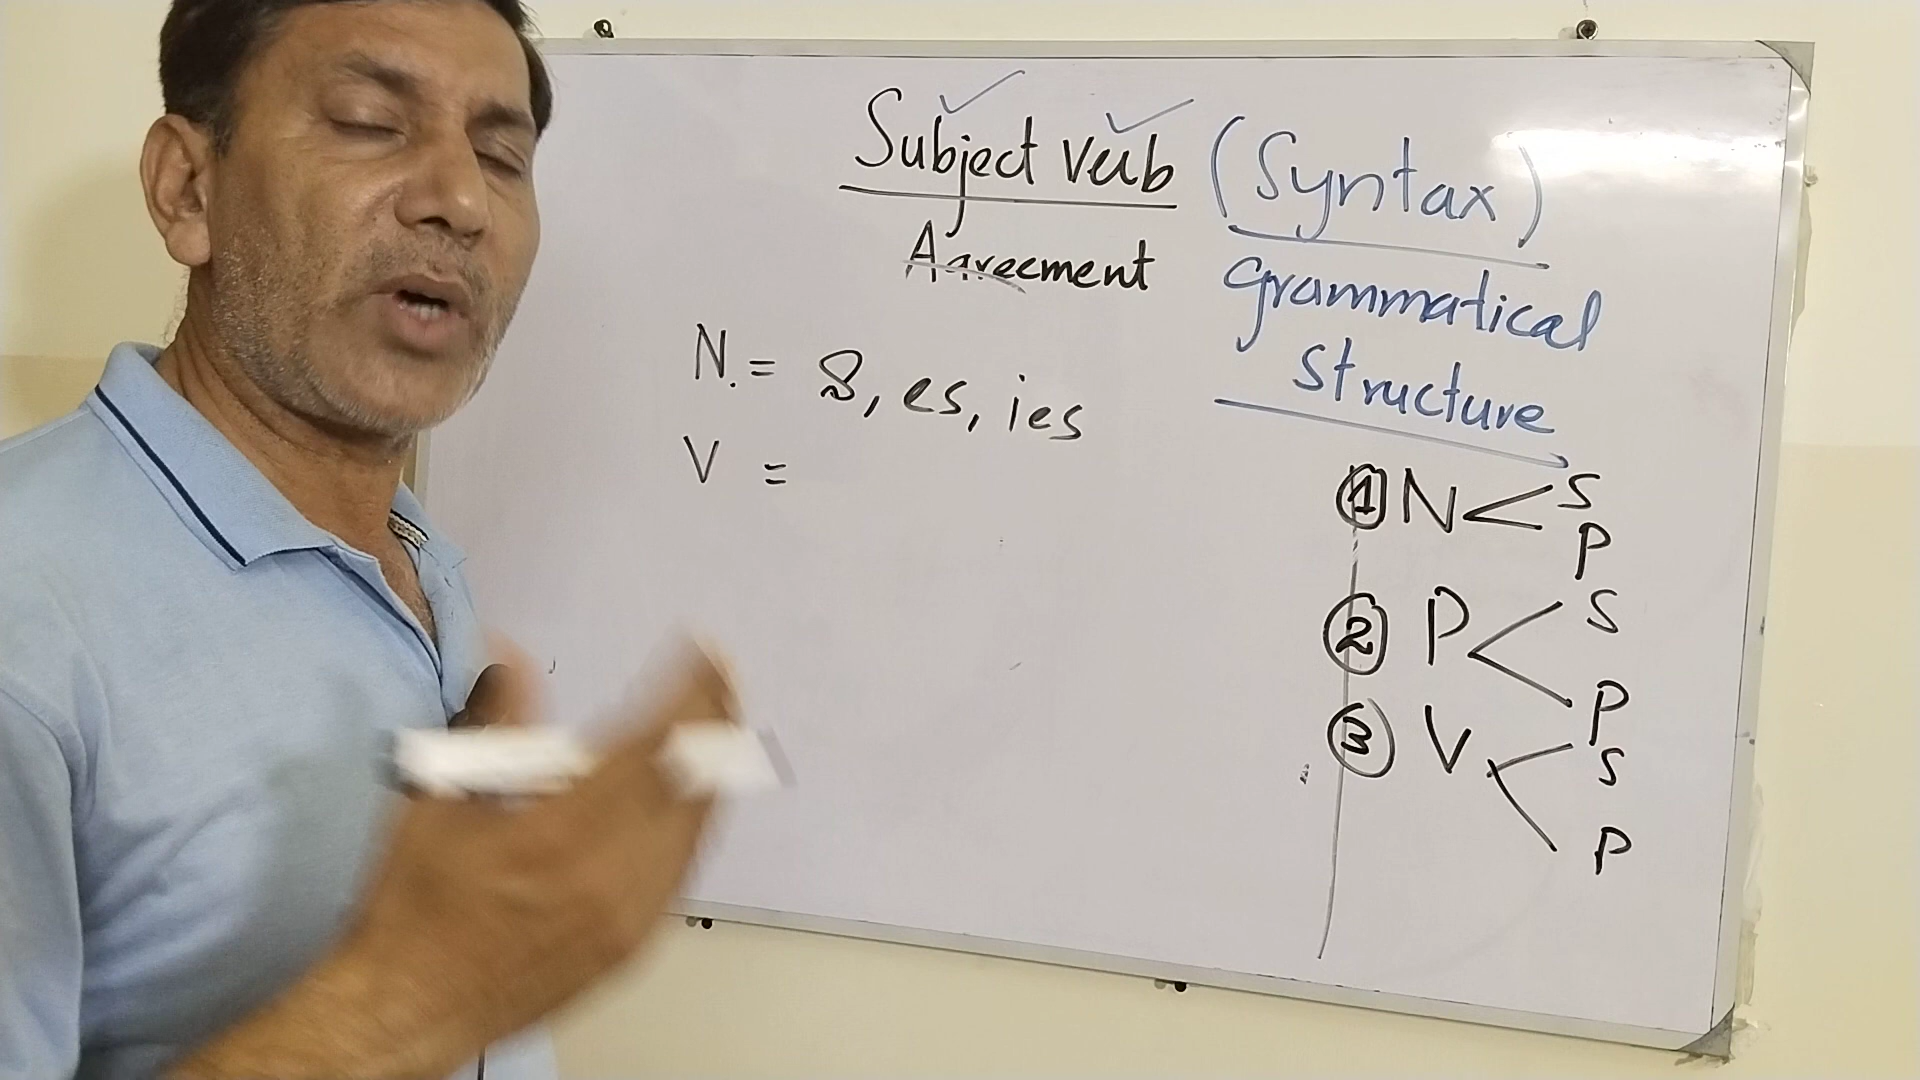 Subject verb (Syntax)
Agreement
grammatical
structure
N. = s, es, ies
V =
① N < S
P
② P < S
P
③ V < S
P